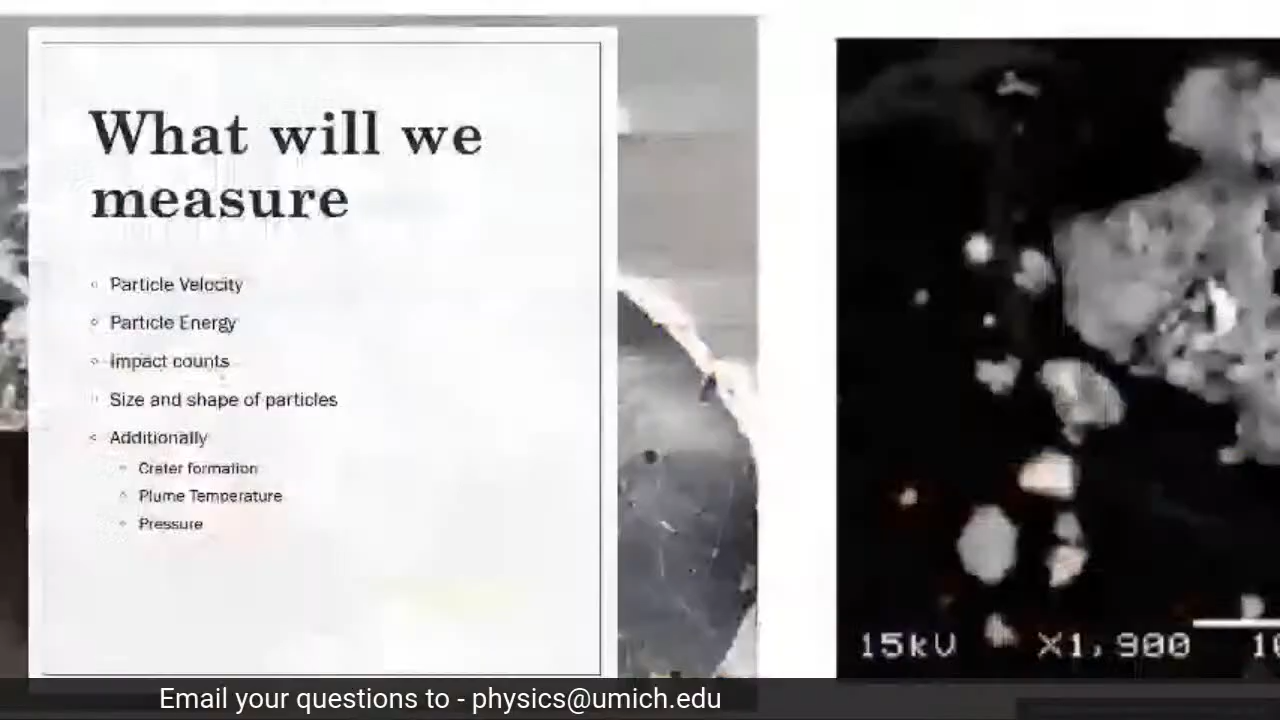 What will we
measure
Particle Velocity
Particle Energy
Impact counts
Size and shape of particles
Additionally
Crater formation
Plume Temperature
Pressure
15kV X1,900
Email your questions to - physics@umich.edu